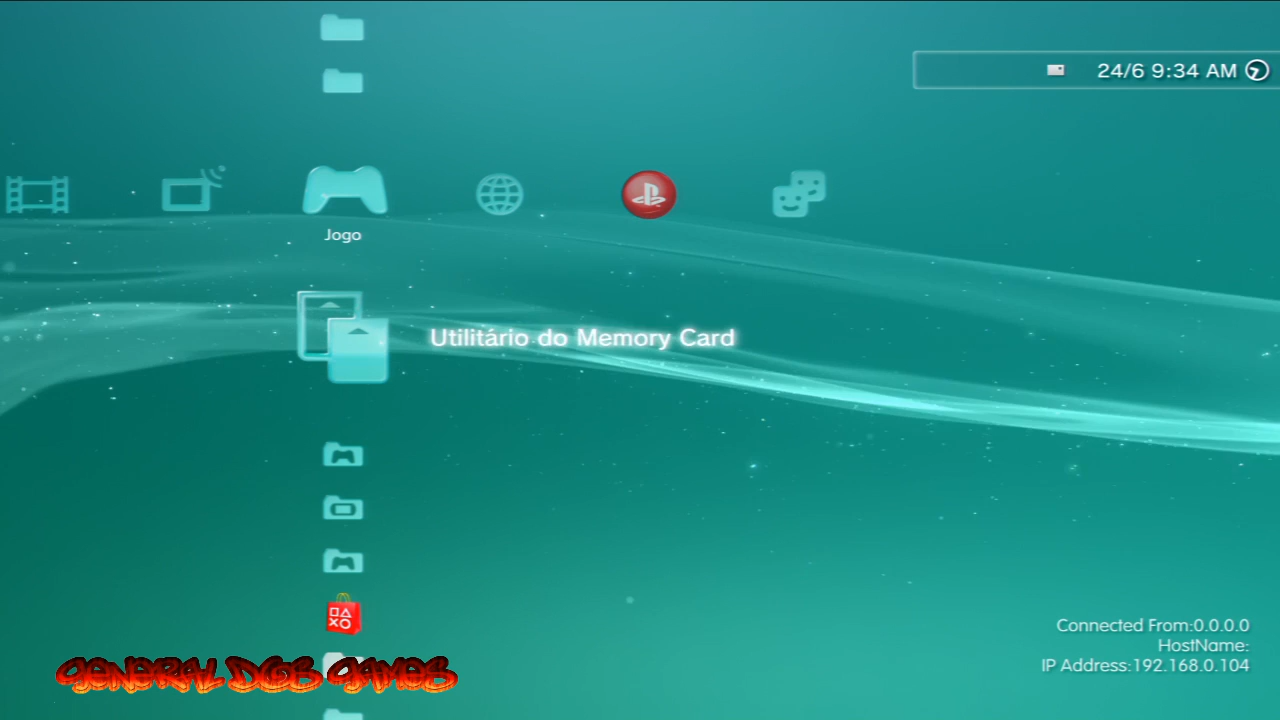 24/6 9:34 AM
Jogo
Utilitário do Memory Card
Connected From:0.0.0.0
HostName:
IP Address:192.168.0.104
GENERAL DGS GAMES